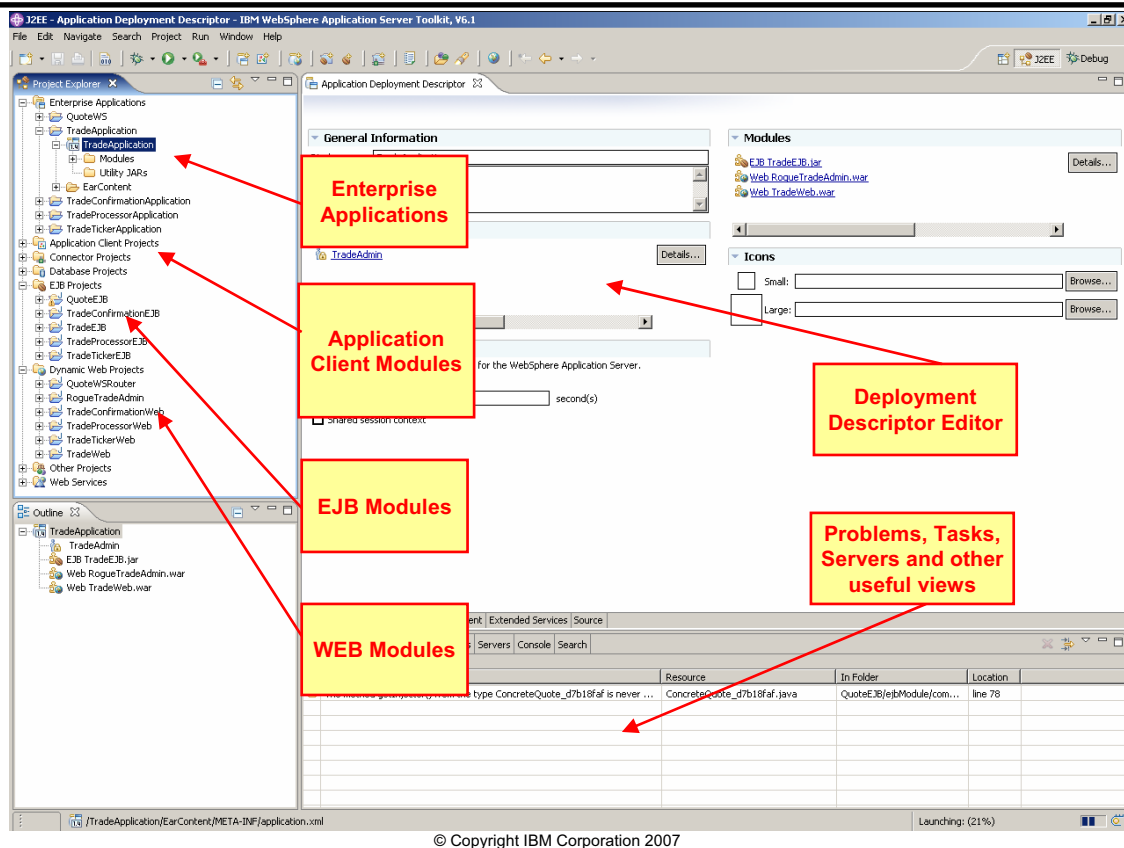 J2EE - Application Deployment Descriptor - IBM WebSphere Application Server Toolkit, V6.1
File Edit Navigate Search Project Run Window Help
J2EE Debug
Project Explorer
Enterprise Applications
QuoteWS
TradeApplication
TradeApplication
Modules
Utility JARs
EarContent
TradeConfirmationApplication
TradeProcessorApplication
TradeTickerApplication
Application Client Projects
Connector Projects
Database Projects
EJB Projects
QuoteEJB
TradeConfirmationEJB
TradeEJB
TradeProcessorEJB
TradeTickerEJB
Dynamic Web Projects
QuoteWSRouter
RogueTradeAdmin
TradeConfirmationWeb
TradeProcessorWeb
TradeTickerWeb
TradeWeb
Other Projects
Web Services
Outline
TradeApplication
TradeAdmin
EJB TradeEJB.jar
Web RogueTradeAdmin.war
Web TradeWeb.war
Application Deployment Descriptor
General Information
TradeAdmin
Details...
for the WebSphere Application Server.
second(s)
Shared session context
Modules
EJB TradeEJB.jar
Web RogueTradeAdmin.war
Web TradeWeb.war
Details...
Icons
Small:
Browse...
Large:
Browse...
Enterprise
Applications
Application
Client Modules
EJB Modules
WEB Modules
Deployment
Descriptor Editor
Problems, Tasks,
Servers and other
useful views
Extended Services Source
Servers Console Search
Resource In Folder Location
the type ConcreteQuote_d7b18faf is never ... ConcreteQuote_d7b18faf.java QuoteEJB/ejbModule/com... line 78
/TradeApplication/EarContent/META-INF/application.xml
Launching: (21%)
© Copyright IBM Corporation 2007